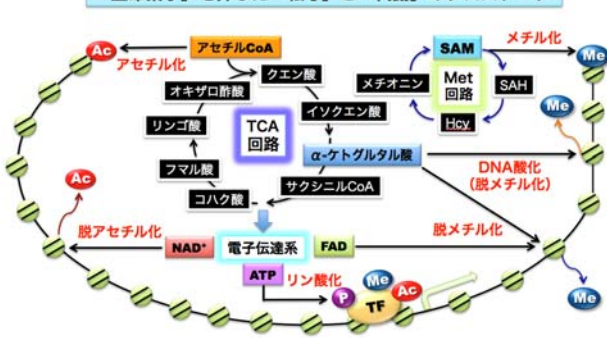 Ac
アセチルCoA
アセチル化
クエン酸
オキザロ酢酸
イソクエン酸
リンゴ酸
TCA
回路
フマル酸
コハク酸
サクシニルCoA
α-ケトグルタル酸
SAM
メチル化
Me
メチオニン
Met
回路
SAH
Hcy
Me
DNA酸化
(脱メチル化)
Ac
脱アセチル化
NAD+
電子伝達系
FAD
脱メチル化
ATP
リン酸化
P
Me
Ac
TF
Me